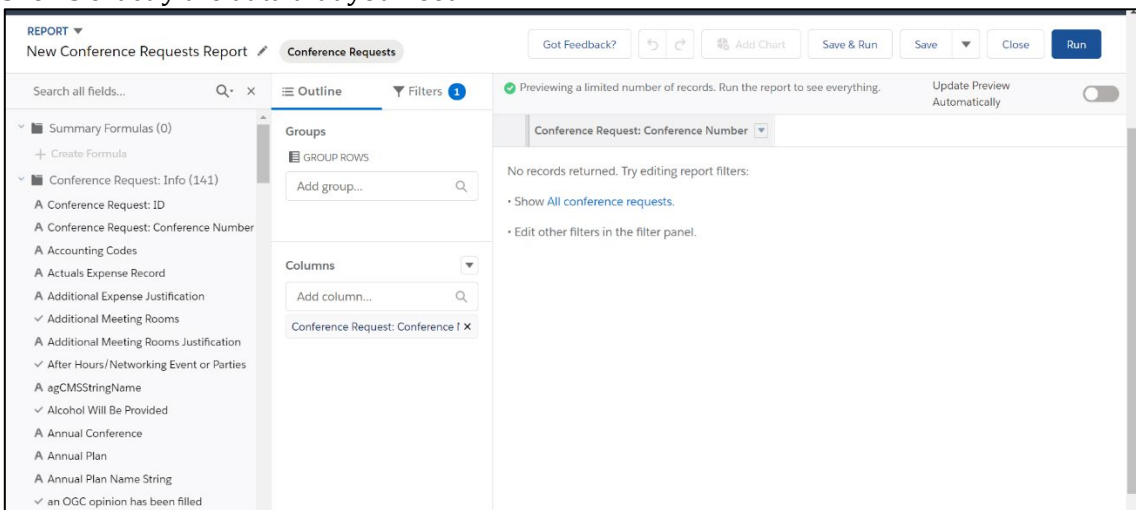 REPORT
New Conference Requests Report
Conference Requests
Got Feedback?
Add Chart
Save & Run
Save
Close
Run
Search all fields...
Outline
Filters 1
Previewing a limited number of records. Run the report to see everything.
Update Preview
Automatically
Summary Formulas (0)
+ Create Formula
Conference Request: Info (141)
A Conference Request: ID
A Conference Request: Conference Number
A Accounting Codes
A Actuals Expense Record
A Additional Expense Justification
✓ Additional Meeting Rooms
A Additional Meeting Rooms Justification
✓ After Hours/Networking Event or Parties
A agCMSStringName
✓ Alcohol Will Be Provided
A Annual Conference
A Annual Plan
A Annual Plan Name String
✓ an OGC opinion has been filled
Groups
GROUP ROWS
Add group...
Columns
Add column...
Conference Request: Conference
Conference Request: Conference Number
No records returned. Try editing report filters:
• Show All conference requests.
• Edit other filters in the filter panel.